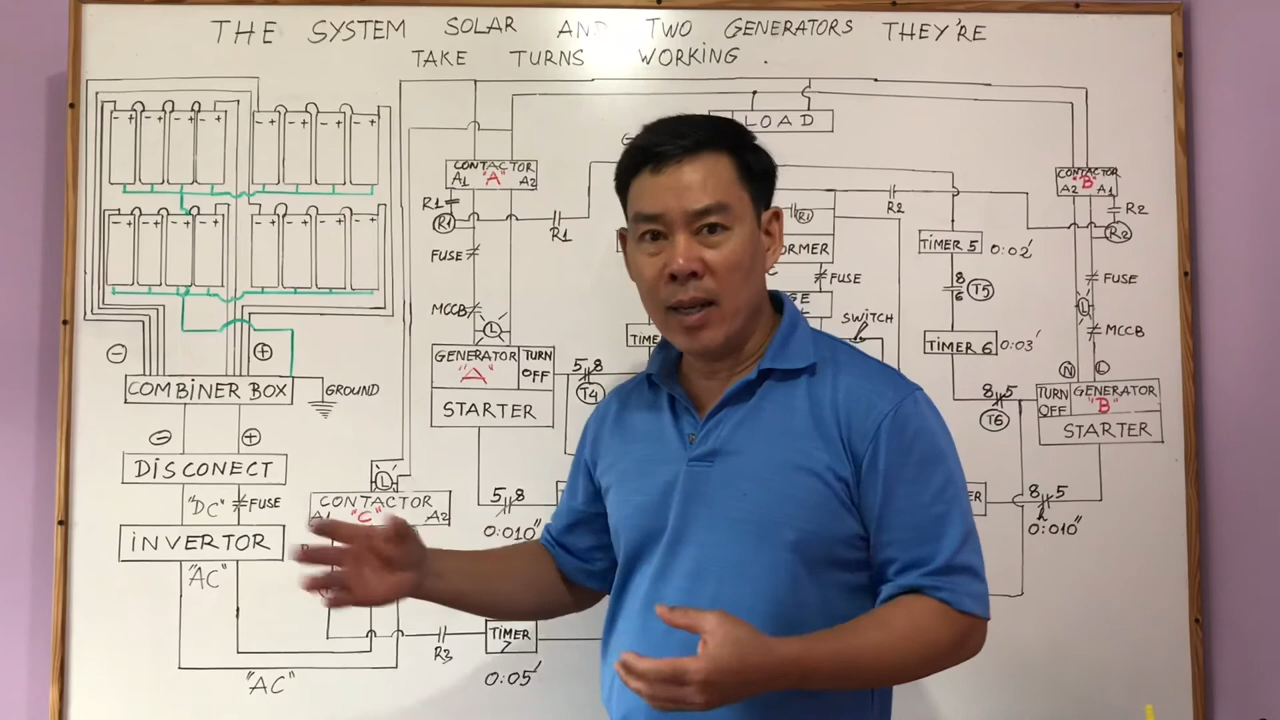 THE SYSTEM SOLAR AND TWO GENERATORS THEY'RE
TAKE TURNS WORKING.
LOAD
CONTACTOR
"A"
A1 A2
R1
R1
R1
FUSE
MCCB
L
GENERATOR
"A"
TURN
OFF
STARTER
5 8
T4
5 8
0:010"
- + - + - + - +
- + - + - + - +
- + - + - + - +
- + - + - + - +
- +
COMBINER BOX
GROUND
- +
DISCONECT
"DC" FUSE
INVERTOR
"AC"
"AC"
L
CONTACTOR
"C"
A1 A2
R3
TIMER
7
0:05'
R1
R2
FUSE
SWITCH
TIMER 5 0:02'
8
6
T5
TIMER 6 0:03'
8 5
T6
CONTACTOR
"B"
A2 A1
R2
R2
FUSE
L
MCCB
N L
TURN
OFF
GENERATOR
"B"
STARTER
8 5
0:010"